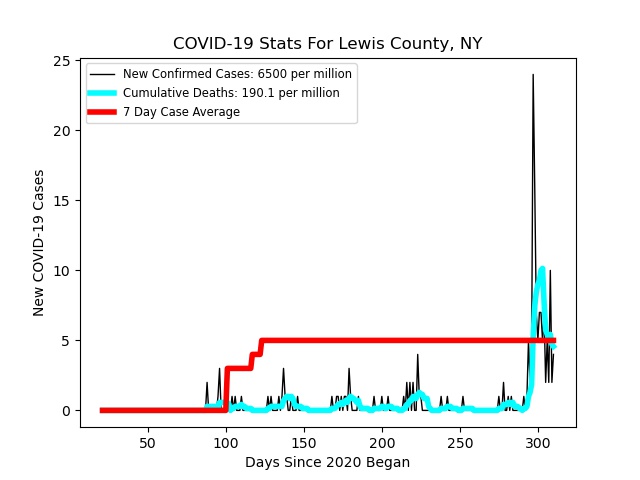 COVID-19 Stats For Lewis County, NY
New Confirmed Cases: 6500 per million
Cumulative Deaths: 190.1 per million
7 Day Case Average
New COVID-19 Cases
25
20
15
10
5
0
50 100 150 200 250 300
Days Since 2020 Began